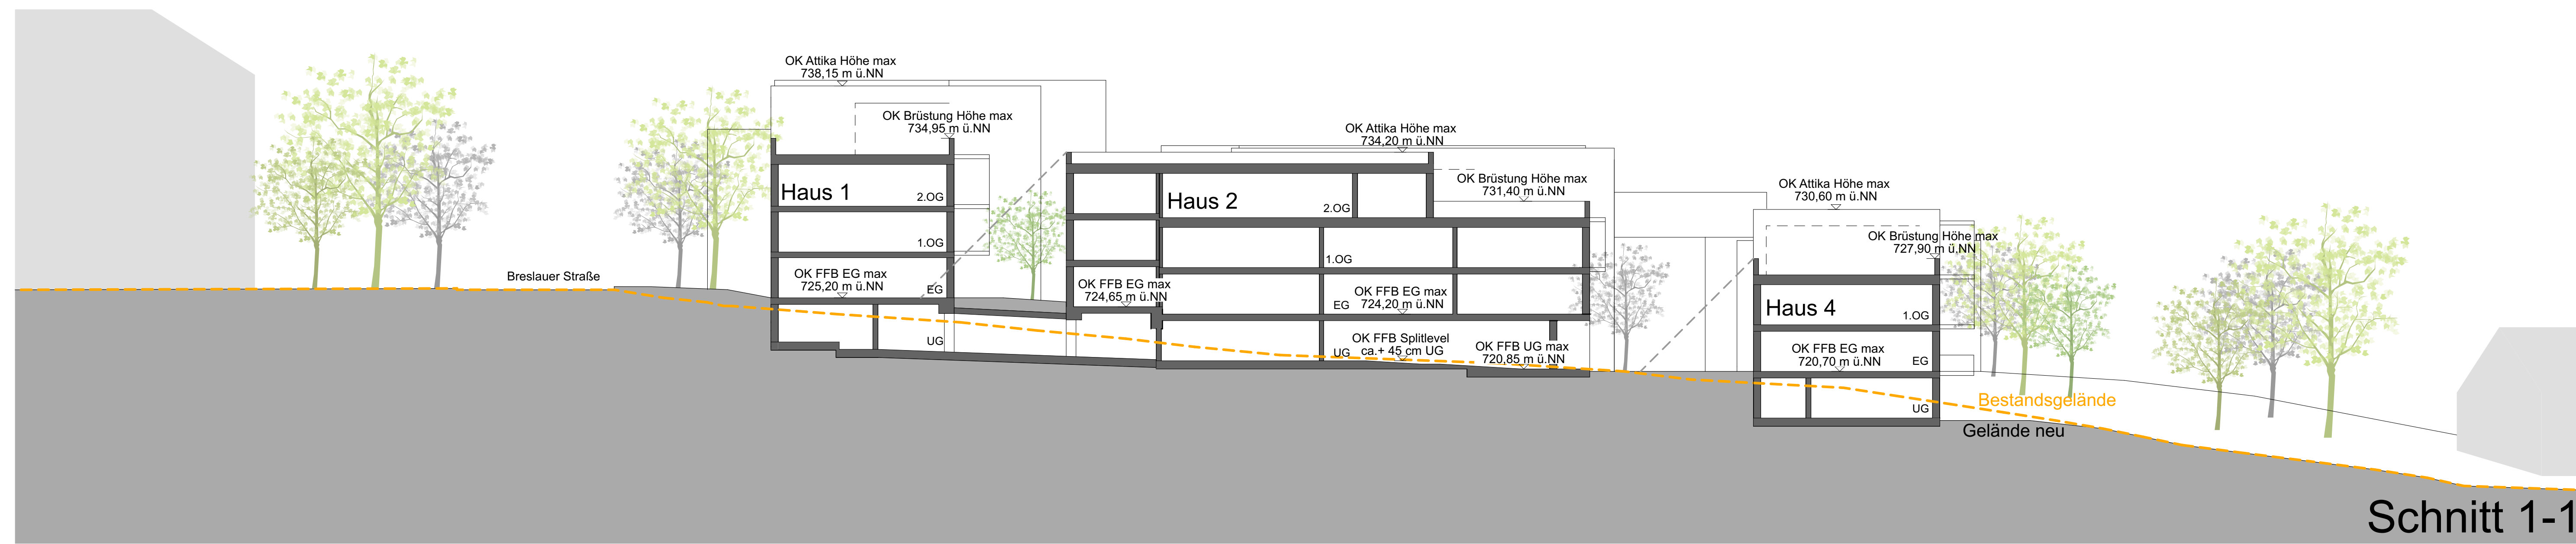 OK Attika Höhe max
738,15 m ü.NN
OK Brüstung Höhe max
734,95 m ü.NN
Haus 1
2.OG
1.OG
OK FFB EG max
725,20 m ü.NN
EG
UG
Breslauer Straße
OK Attika Höhe max
734,20 m ü.NN
OK Brüstung Höhe max
731,40 m ü.NN
Haus 2
2.OG
1.OG
OK FFB EG max
724,65 m ü.NN
EG
OK FFB EG max
724,20 m ü.NN
UG
OK FFB Splitlevel
ca.+ 45 cm UG
OK FFB UG max
720,85 m ü.NN
OK Attika Höhe max
730,60 m ü.NN
OK Brüstung Höhe max
727,90 m ü.NN
Haus 4
1.OG
OK FFB EG max
720,70 m ü.NN
EG
UG
Bestandsgelände
Gelände neu
Schnitt 1-1